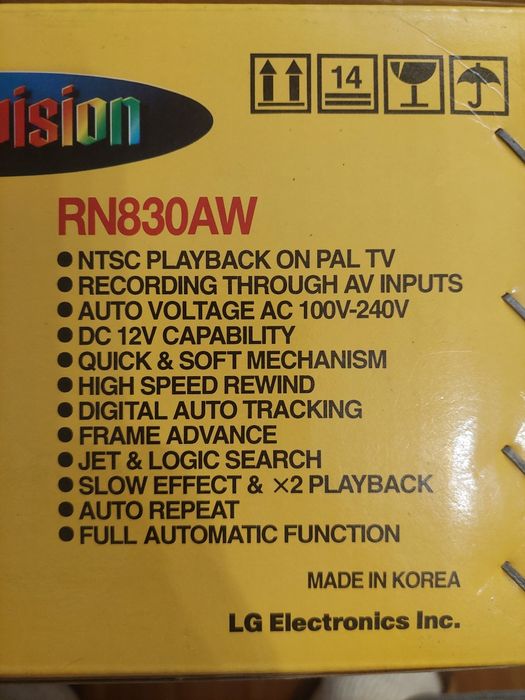 14
RN830AW
● NTSC PLAYBACK ON PAL TV
● RECORDING THROUGH AV INPUTS
● AUTO VOLTAGE AC 100V-240V
● DC 12V CAPABILITY
● QUICK & SOFT MECHANISM
● HIGH SPEED REWIND
● DIGITAL AUTO TRACKING
● FRAME ADVANCE
● JET & LOGIC SEARCH
● SLOW EFFECT & ×2 PLAYBACK
● AUTO REPEAT
● FULL AUTOMATIC FUNCTION
MADE IN KOREA
LG Electronics Inc.